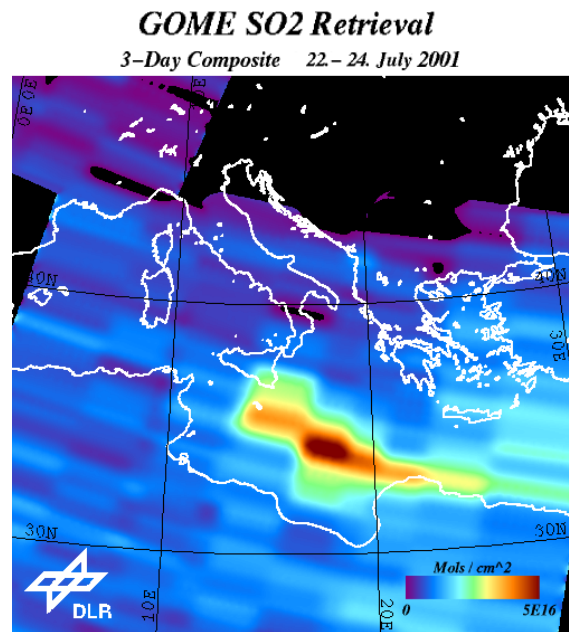 GOME SO2 Retrieval
3-Day Composite 22.- 24. July 2001
40N
40N
30E
30N
30N
10E
20E
Mols / cm^2
0 5E16
DLR